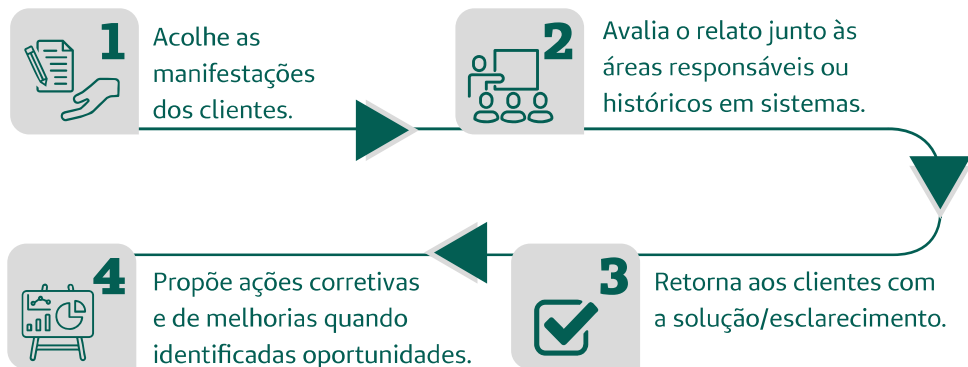 1
Acolhe as
manifestações
dos clientes.
2
Avalia o relato junto às
áreas responsáveis ou
históricos em sistemas.
3
Retorna aos clientes com
a solução/esclarecimento.
4
Propõe ações corretivas
e de melhorias quando
identificadas oportunidades.